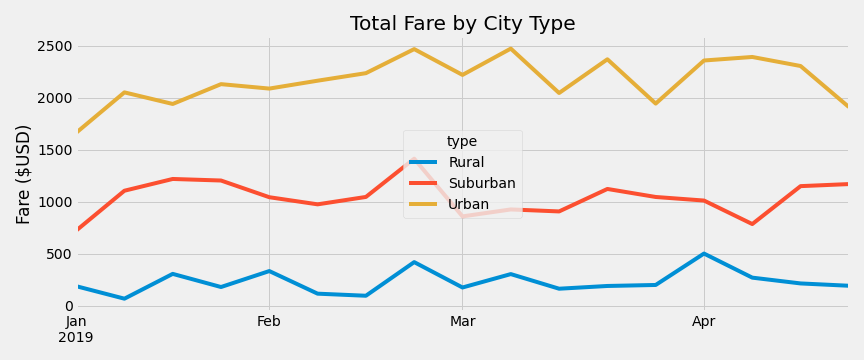 Total Fare by City Type
Fare ($USD)
2500
2000
1500
1000
500
0
type
Rural
Suburban
Urban
Jan
2019
Feb
Mar
Apr